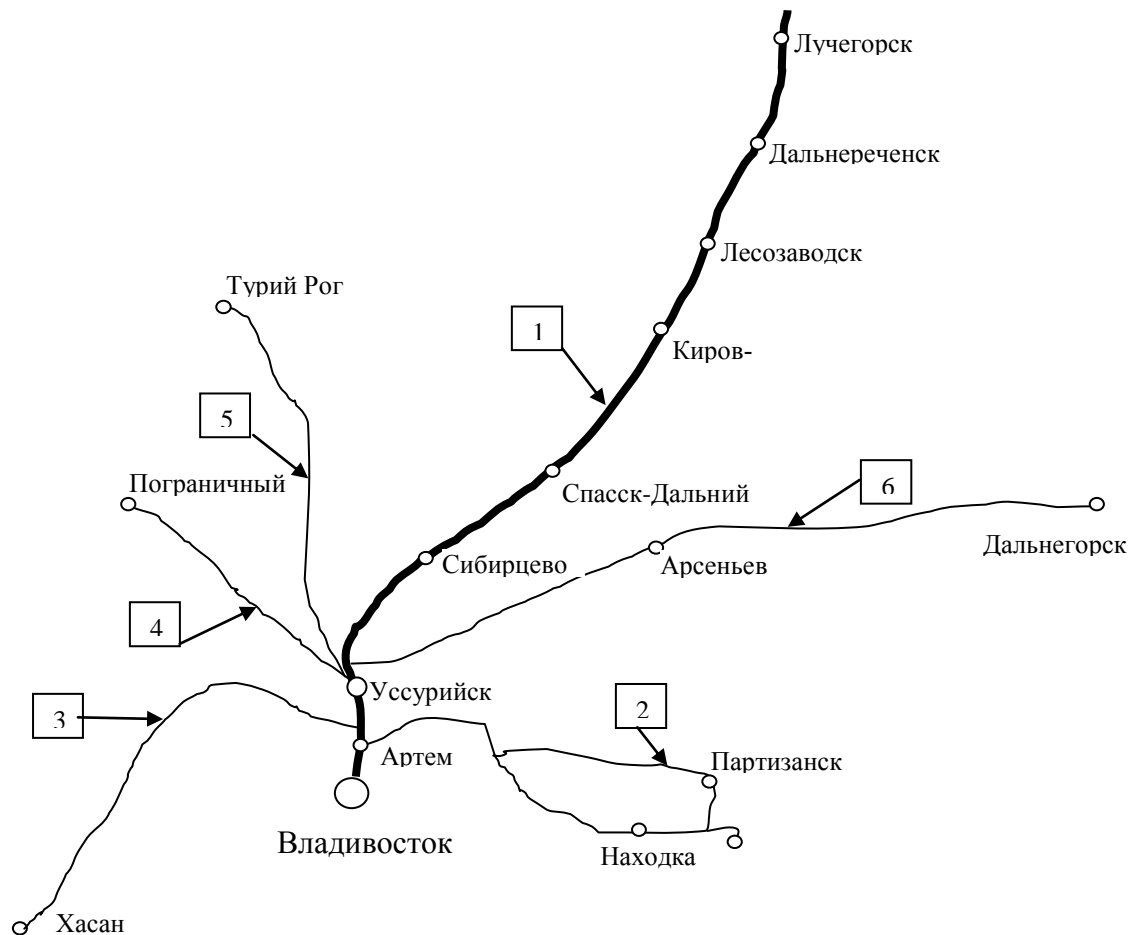 Лучегорск
Дальнереченск
Лесозаводск
Турий Рог
1
Киров-
5
Пограничный
Спасск-Дальний
6
Сибирцево
Арсеньев
Дальнегорск
4
Уссурийск
3
2
Артем
Партизанск
Владивосток
Находка
Хасан